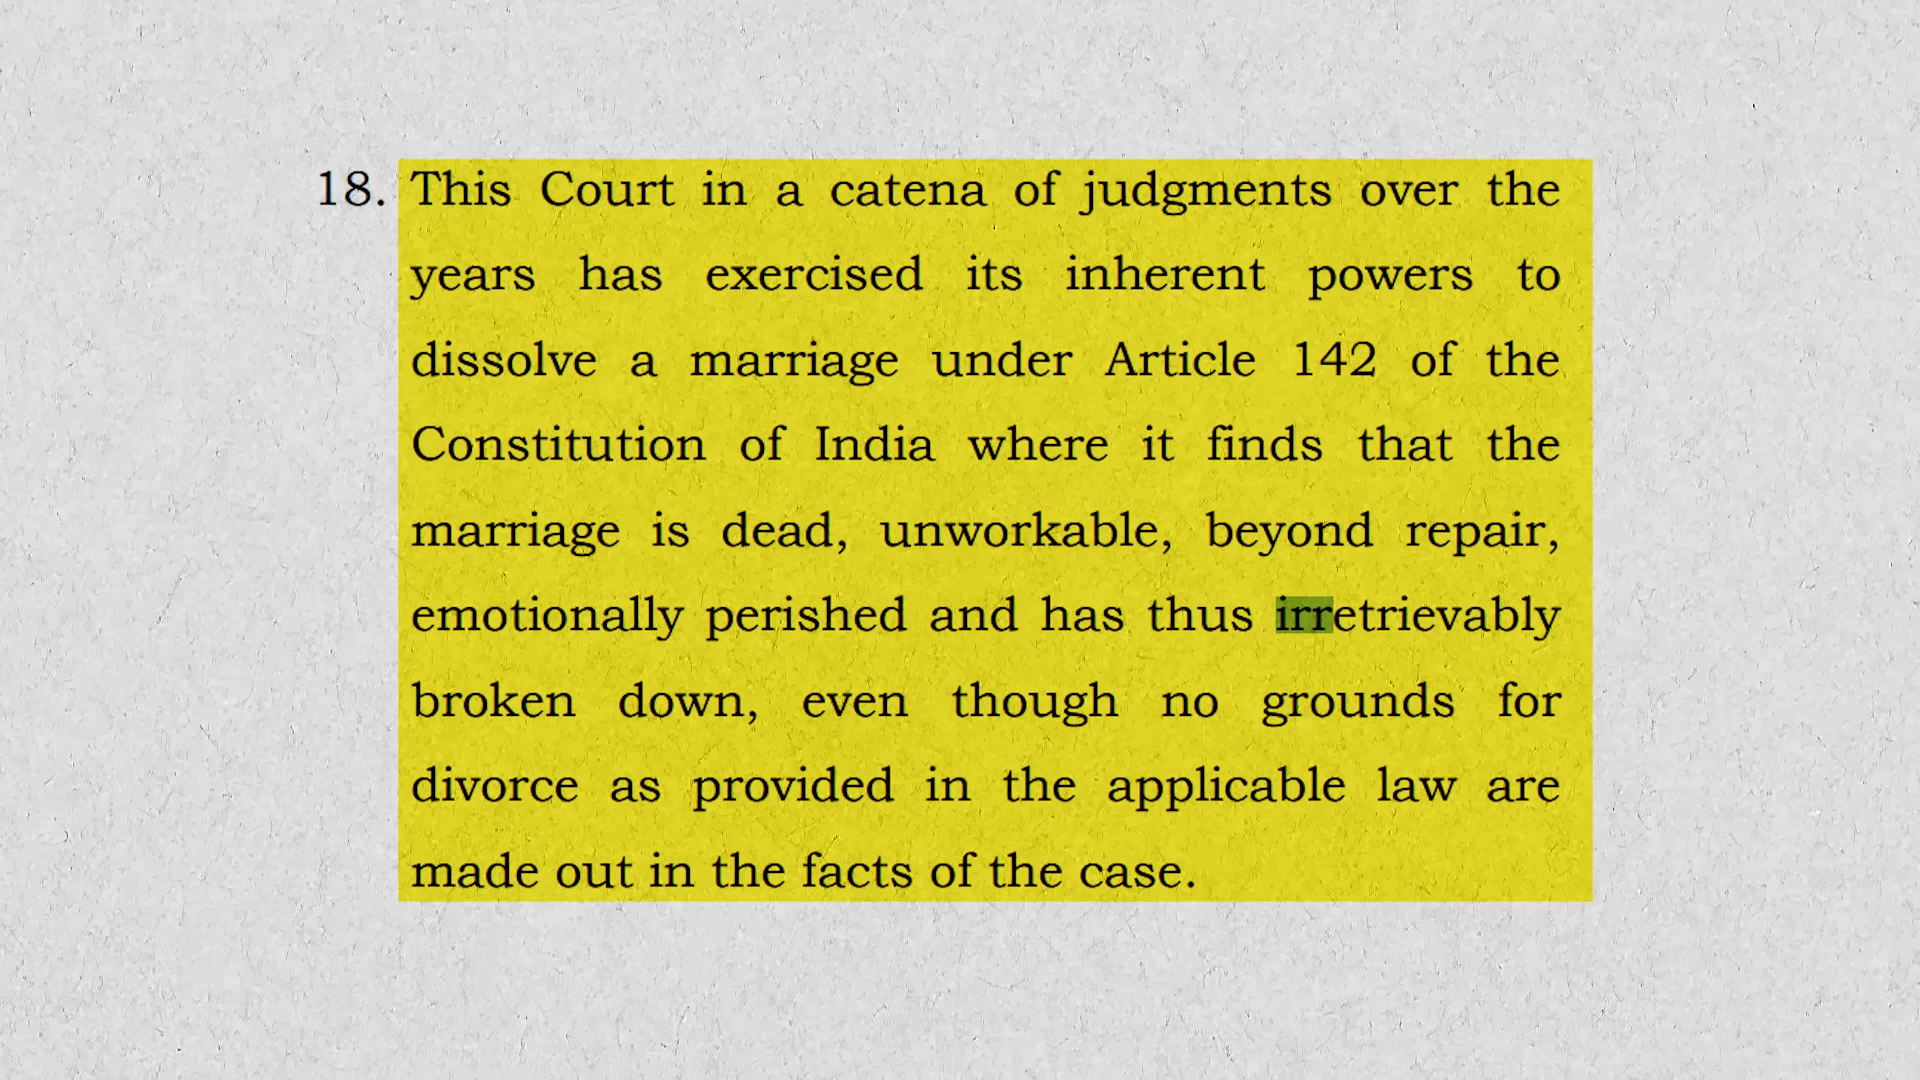 18. This Court in a catena of judgments over the
years has exercised its inherent powers to
dissolve a marriage under Article 142 of the
Constitution of India where it finds that the
marriage is dead, unworkable, beyond repair,
emotionally perished and has thus irretrievably
broken down, even though no grounds for
divorce as provided in the applicable law are
made out in the facts of the case.